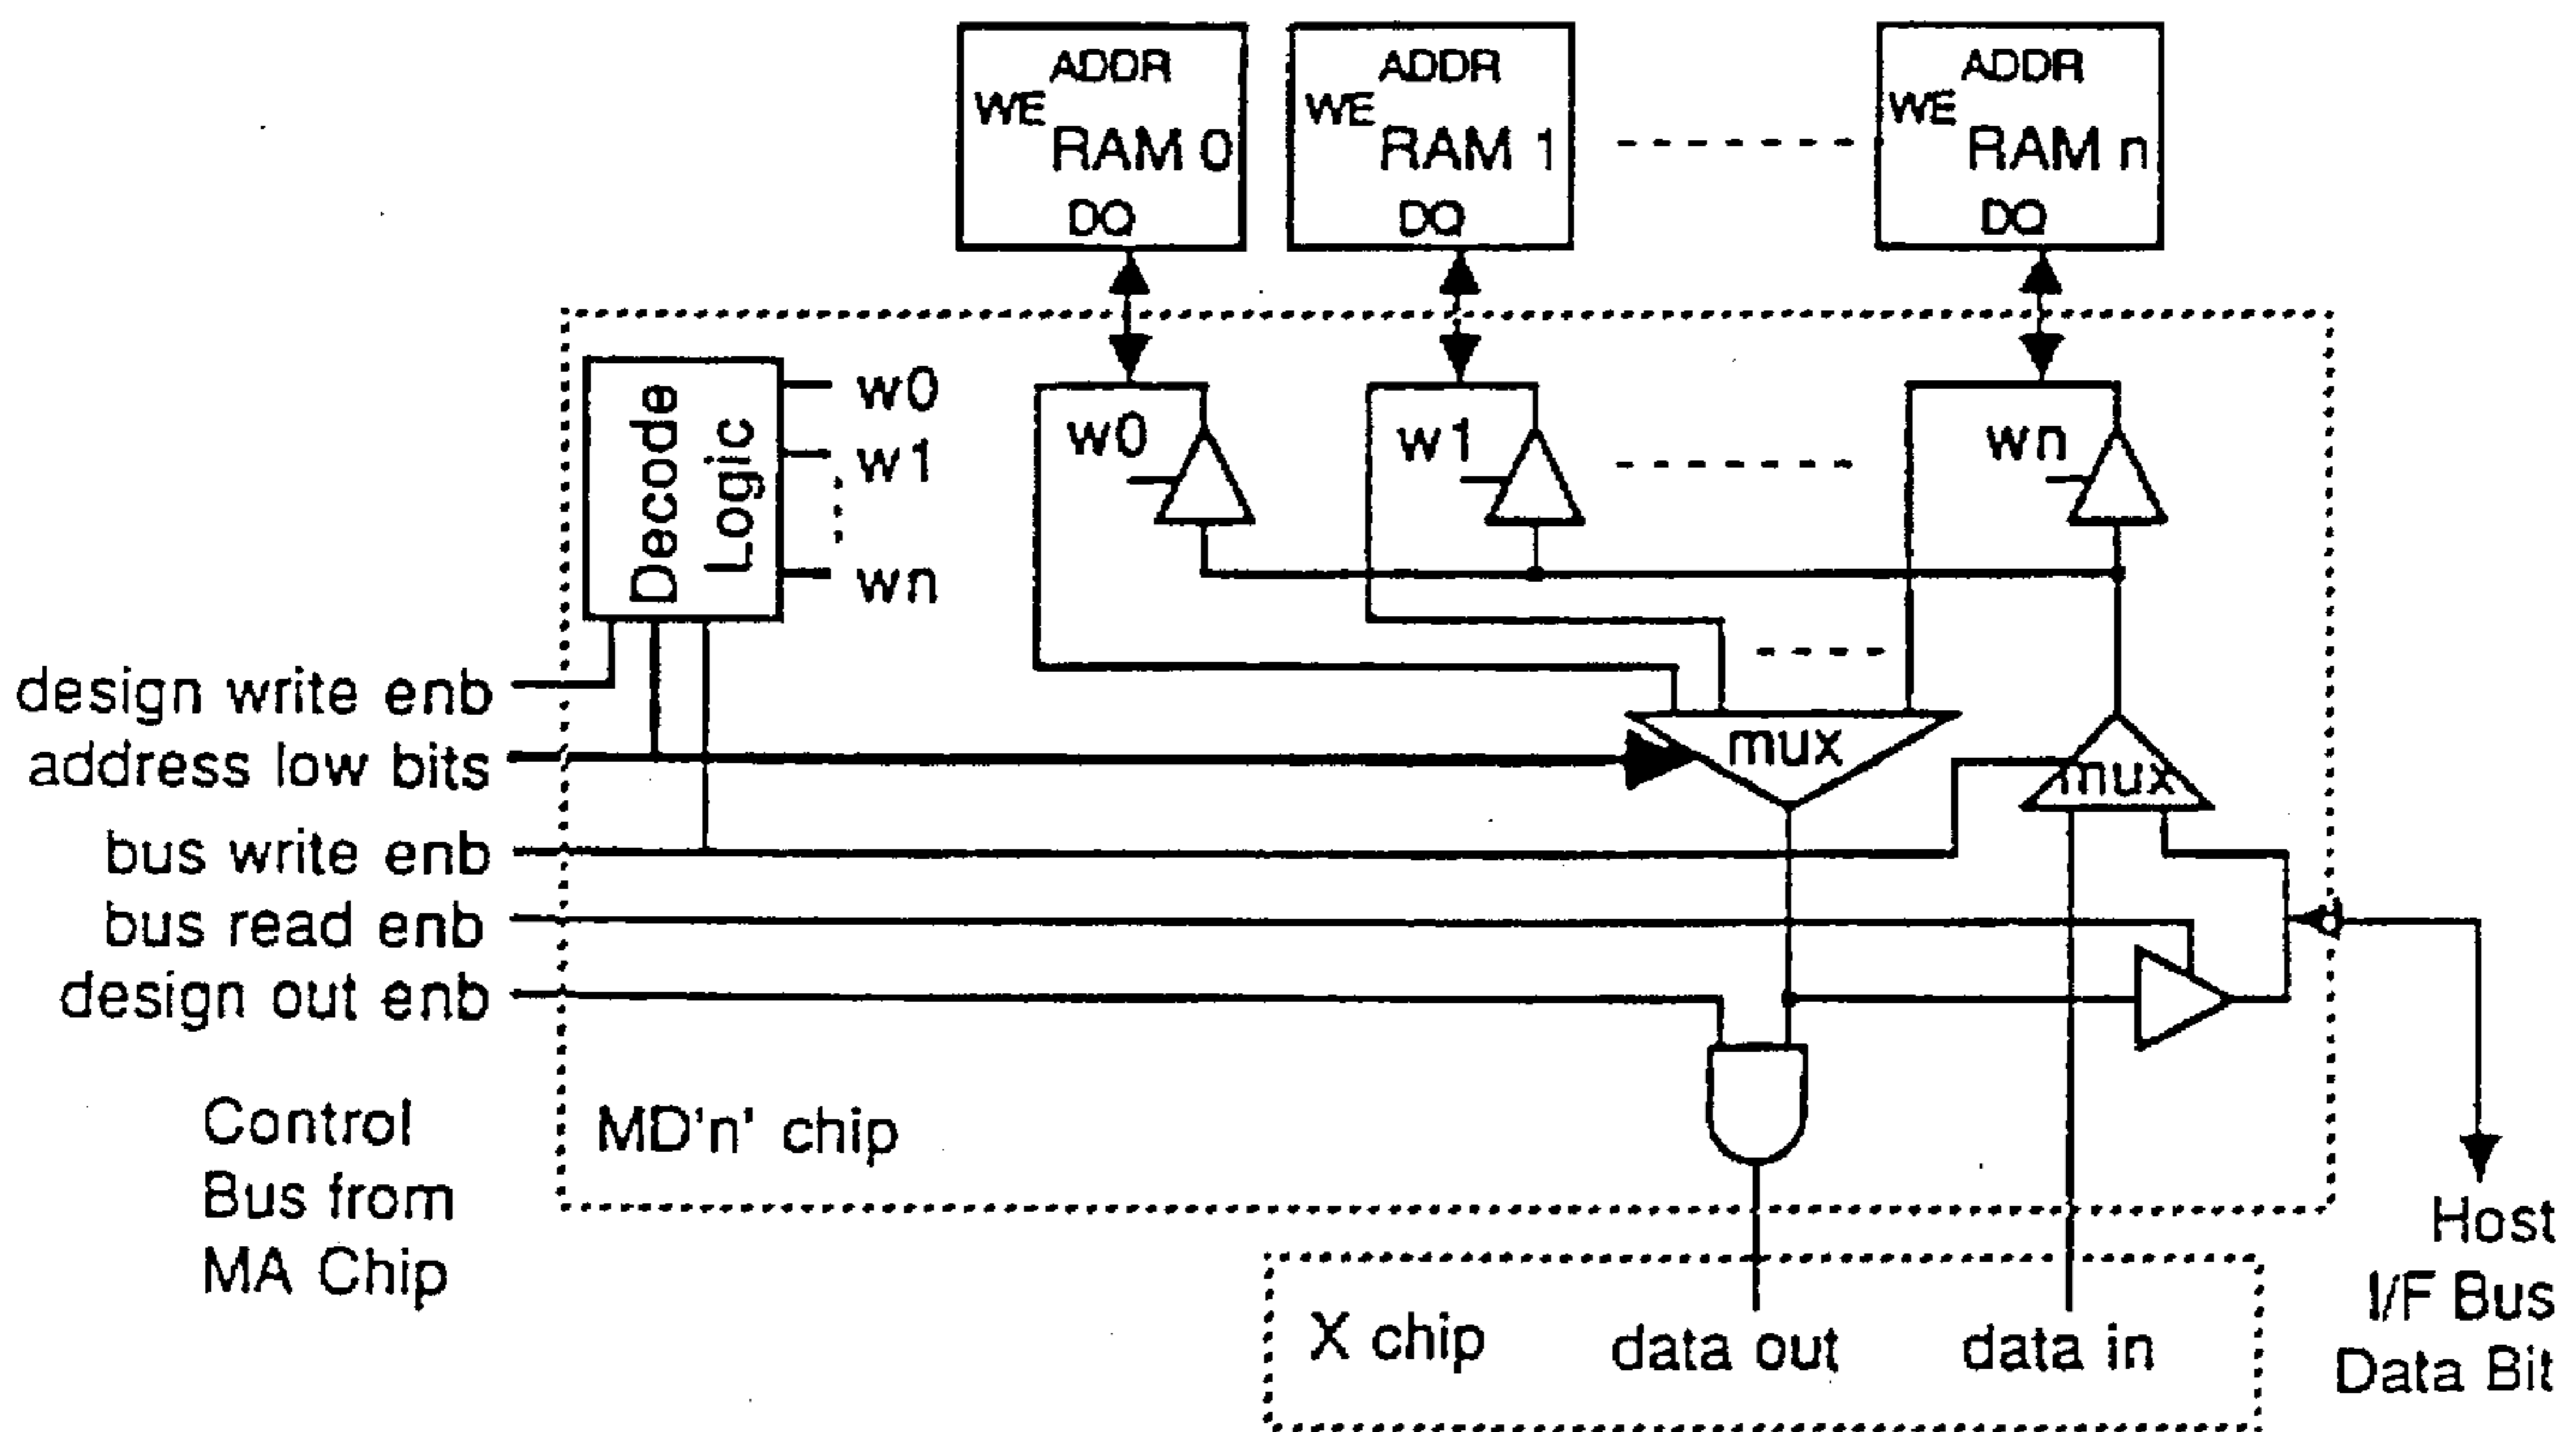 ADDR
WE
RAM 0
DQ
ADDR
WE
RAM 1
DQ
ADDR
WE
RAM n
DQ
Decode
Logic
w0
w1
wn
w0
w1
wn
design write enb
address low bits
bus write enb
bus read enb
design out enb
mux
mux
Control
Bus from
MA Chip
MD'n' chip
X chip
data out
data in
Host
I/F Bus
Data Bit